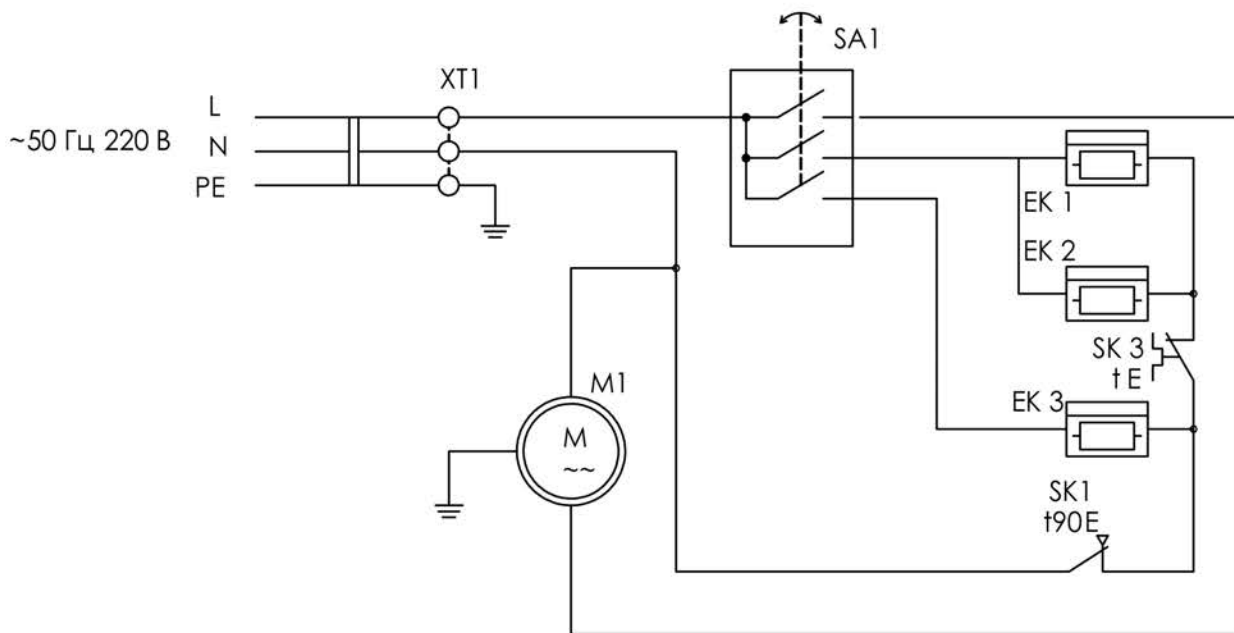 SA1
XT1
L
~50 Гц 220 В
N
PE
EK 1
EK 2
SK 3
t E
M1
EK 3
M
~~
SK1
t90E